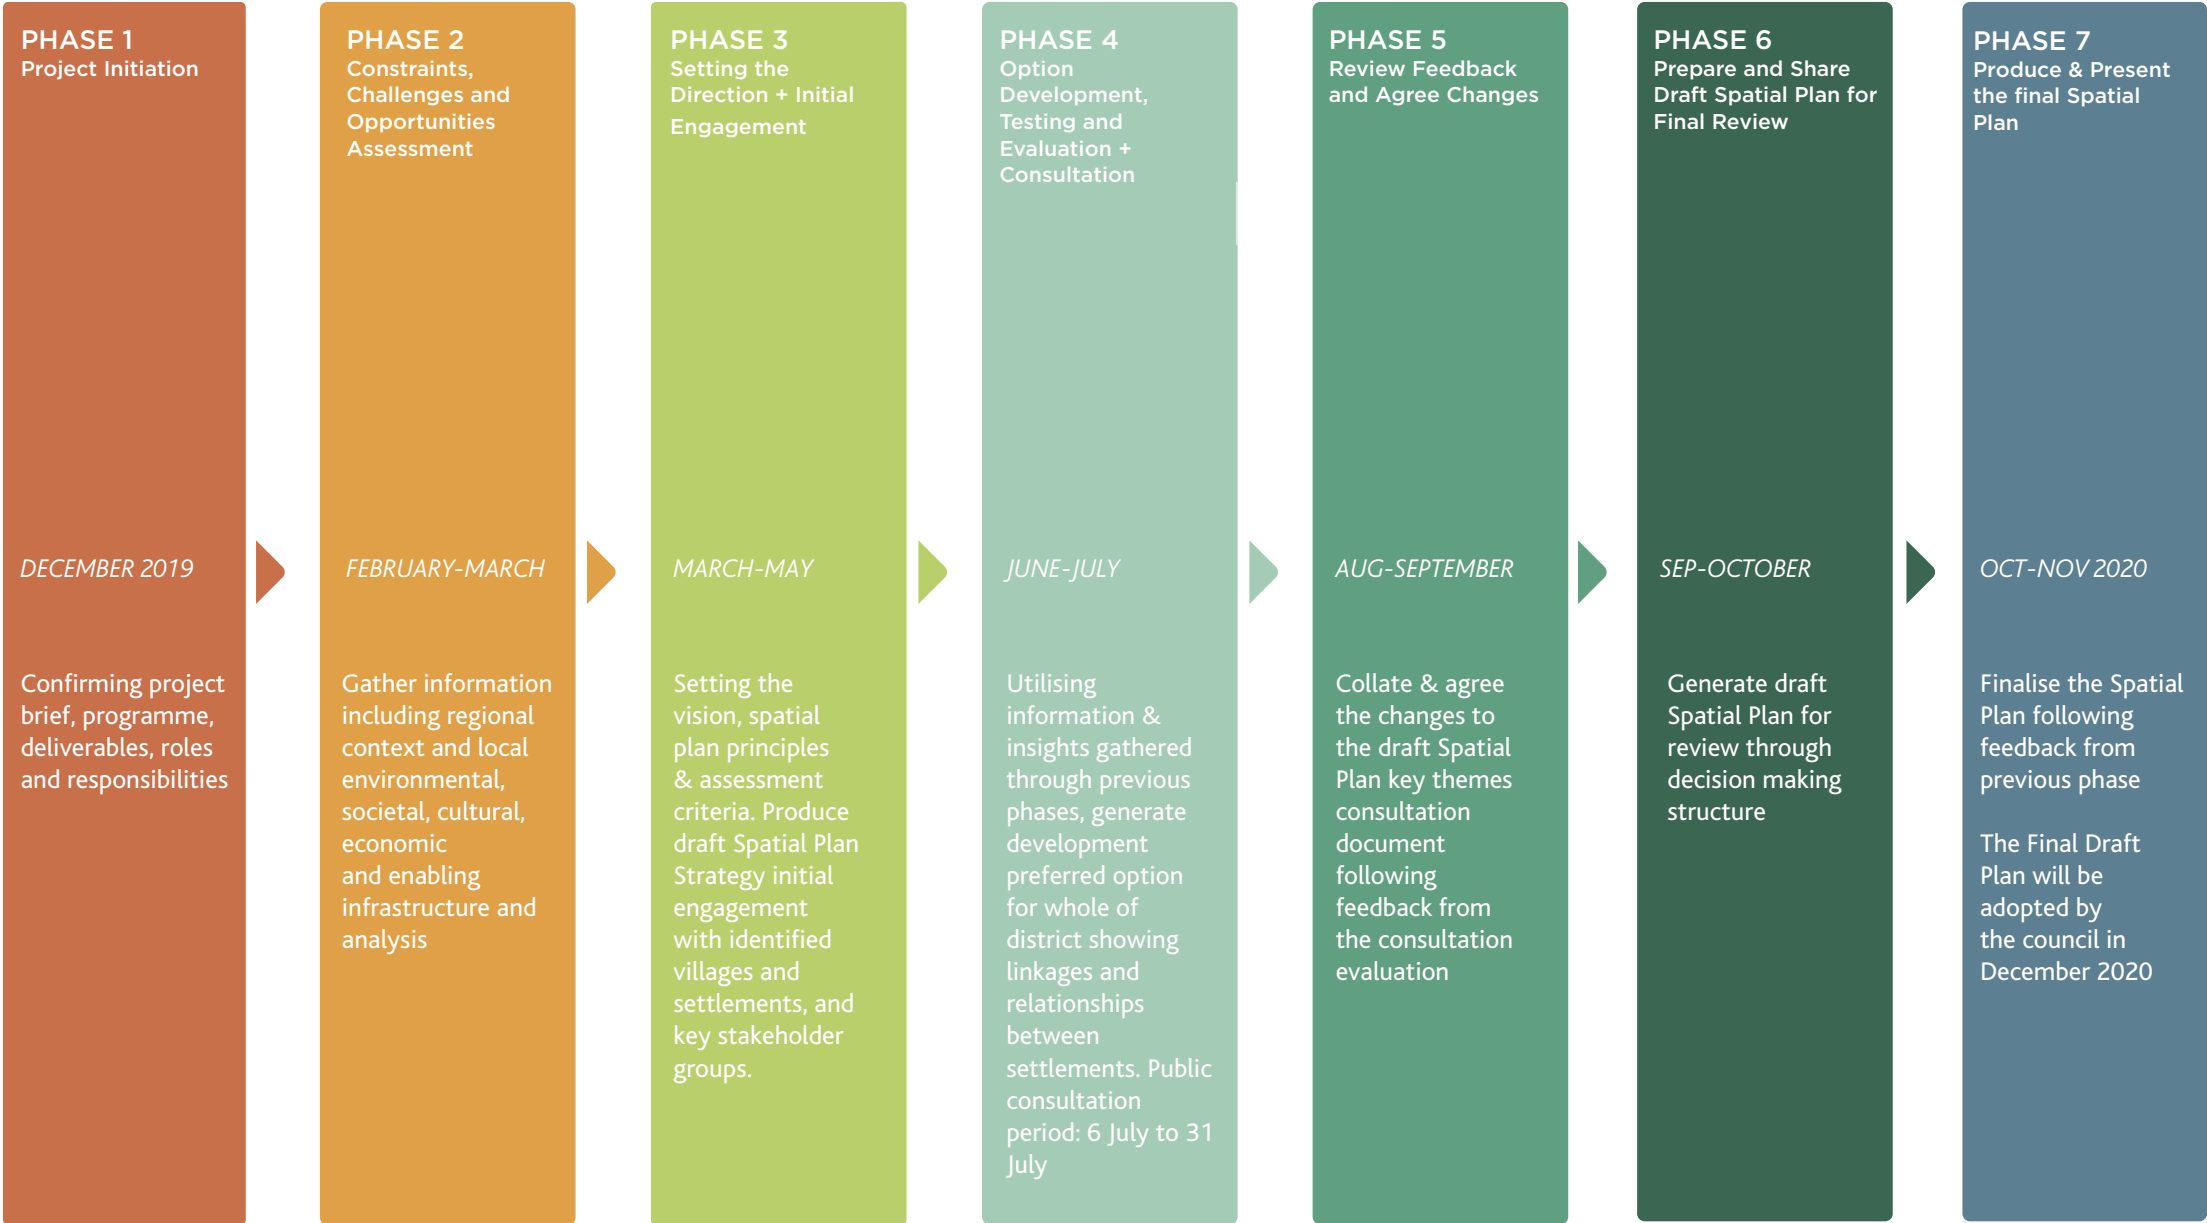 PHASE 1
Project Initiation
DECEMBER 2019
Confirming project
brief, programme,
deliverables, roles
and responsibilities
PHASE 2
Constraints,
Challenges and
Opportunities
Assessment
FEBRUARY-MARCH
Gather information
including regional
context and local
environmental,
societal, cultural,
economic
and enabling
infrastructure and
analysis
PHASE 3
Setting the
Direction + Initial
Engagement
MARCH-MAY
Setting the
vision, spatial
plan principles
& assessment
criteria. Produce
draft Spatial Plan
Strategy initial
engagement
with identified
villages and
settlements, and
key stakeholder
groups.
PHASE 4
Option
Development,
Testing and
Evaluation +
Consultation
JUNE-JULY
Utilising
information &
insights gathered
through previous
phases, generate
development
preferred option
for whole of
district showing
linkages and
relationships
between
settlements. Public
consultation
period: 6 July to 31
July
PHASE 5
Review Feedback
and Agree Changes
AUG-SEPTEMBER
Collate & agree
the changes to
the draft Spatial
Plan key themes
consultation
document
following
feedback from
the consultation
evaluation
PHASE 6
Prepare and Share
Draft Spatial Plan for
Final Review
SEP-OCTOBER
Generate draft
Spatial Plan for
review through
decision making
structure
PHASE 7
Produce & Present
the final Spatial
Plan
OCT-NOV 2020
Finalise the Spatial
Plan following
feedback from
previous phase
The Final Draft
Plan will be
adopted by
the council in
December 2020